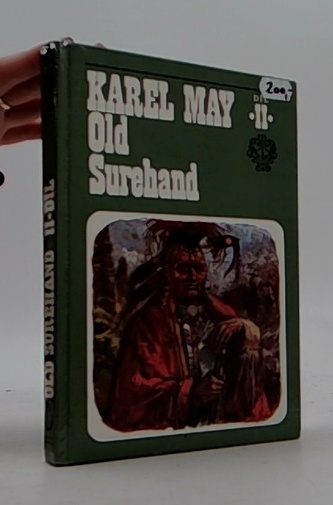 KAREL MAY
Old
Surehand
DÍL
·II·
200,-
OLD SUREHAND II·DÍL